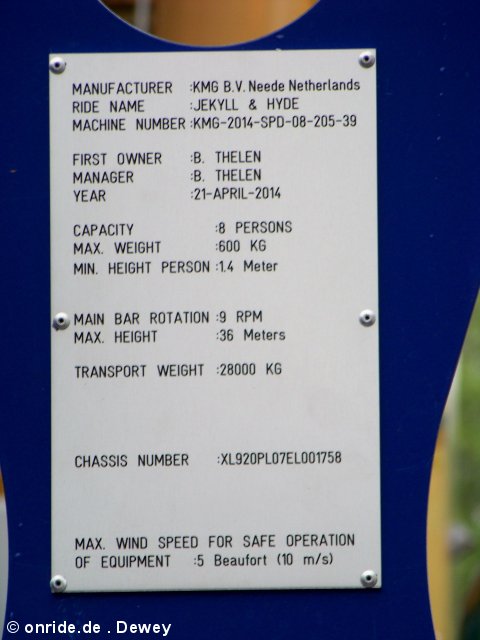 MANUFACTURER :KMG B.V. Neede Netherlands
RIDE NAME :JEKYLL & HYDE
MACHINE NUMBER :KMG-2014-SPD-08-205-39
FIRST OWNER :B. THELEN
MANAGER :B. THELEN
YEAR :21-APRIL-2014
CAPACITY :8 PERSONS
MAX. WEIGHT :600 KG
MIN. HEIGHT PERSON :1.4 Meter
MAIN BAR ROTATION :9 RPM
MAX. HEIGHT :36 Meters
TRANSPORT WEIGHT :28000 KG
CHASSIS NUMBER :XL920PL07EL001758
MAX. WIND SPEED FOR SAFE OPERATION
OF EQUIPMENT :5 Beaufort (10 m/s)
© onride.de . Dewey